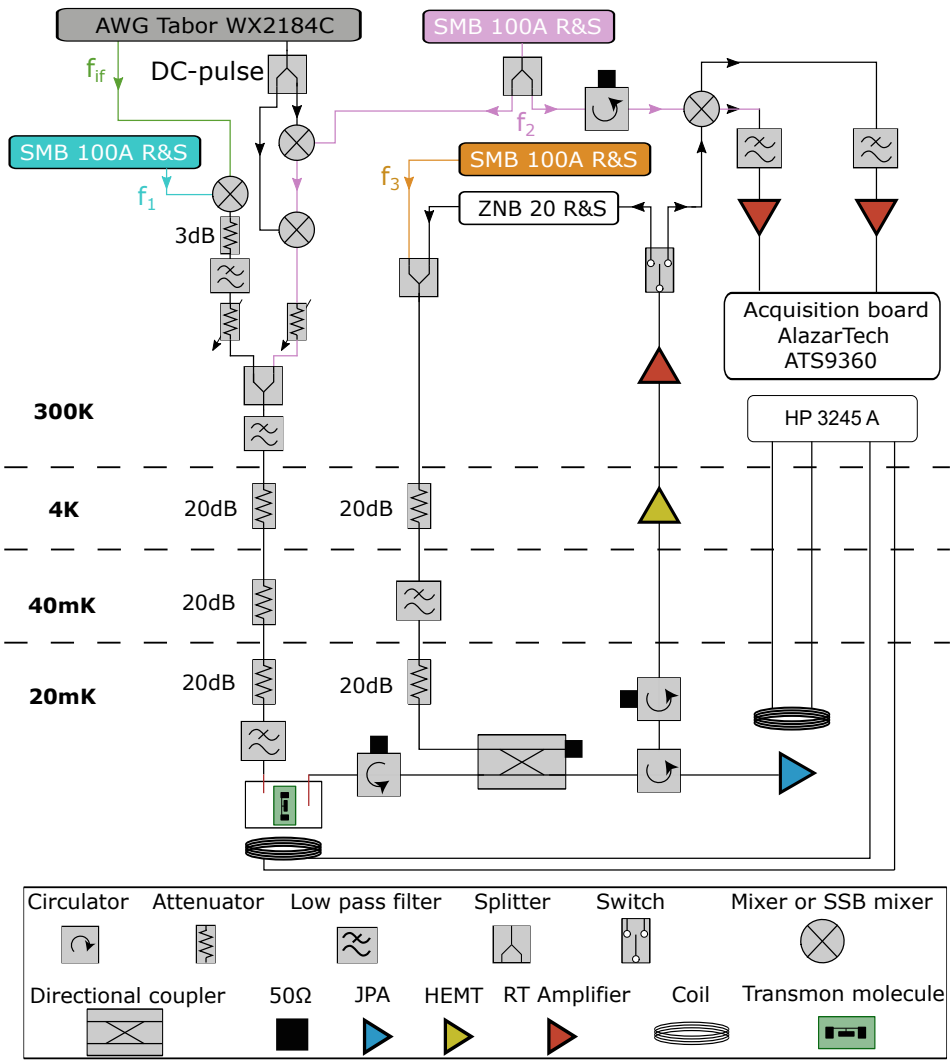 AWG Tabor WX2184C
SMB 100A R&S
f_if
DC-pulse
f_2
SMB 100A R&S
SMB 100A R&S
f_1
f_3
ZNB 20 R&S
3dB
Acquisition board
AlazarTech
ATS9360
300K
HP 3245 A
4K
20dB
20dB
40mK
20dB
20mK
20dB
20dB
Circulator
Attenuator
Low pass filter
Splitter
Switch
Mixer or SSB mixer
Directional coupler
50Ω
JPA
HEMT
RT Amplifier
Coil
Transmon molecule